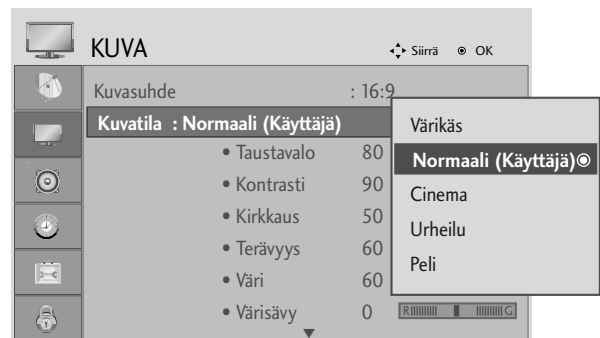 KUVA
Siirrä OK
Kuvasuhde : 16:9
Kuvatila : Normaali (Käyttäjä)
• Taustavalo 80
• Kontrasti 90
• Kirkkaus 50
• Terävyys 60
• Väri 60
• Värisävy 0
R G
Värikäs
Normaali (Käyttäjä)
Cinema
Urheilu
Peli